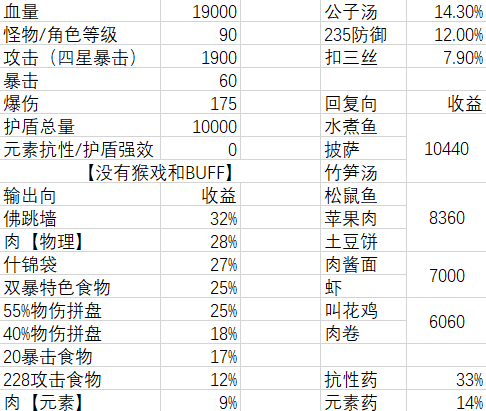 血量 19000 公子汤 14.30%
怪物/角色等级 90 235防御 12.00%
攻击（四星暴击） 1900 扣三丝 7.90%
暴击 60
爆伤 175 回复向 收益
护盾总量 10000 水煮鱼
元素抗性/护盾强效 0 披萨 10440
【没有猴戏和BUFF】 竹笋汤
输出向 收益 松鼠鱼
佛跳墙 32% 苹果肉 8360
肉【物理】 28% 土豆饼
什锦袋 27% 肉酱面 7000
双暴特色食物 25% 虾
55%物伤拼盘 25% 叫花鸡 6060
40%物伤拼盘 18% 肉卷
20暴击食物 17%
228攻击食物 12% 抗性药 33%
肉【元素】 9% 元素药 14%